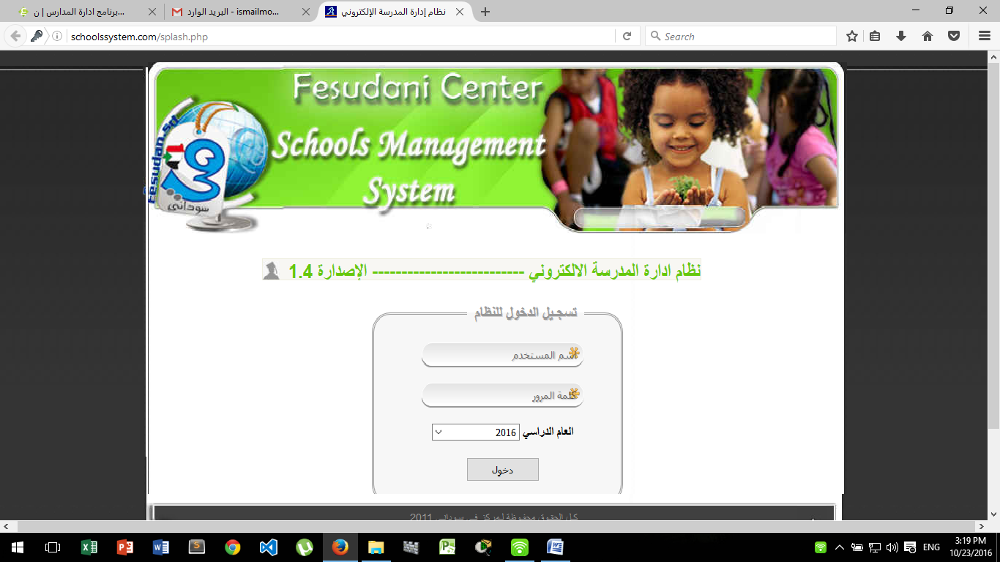 برنامج ادارة المدارس | ن...
البريد الوارد - ismailmo...
نظام إدارة المدرسة الإلكتروني
schoolssystem.com/splash.php
Search
Fesudani Center
Schools Management
System
Fesudan.sd
في
سوداني
نظام ادارة المدرسة الالكتروني -------------------------- الإصدارة 1.4
تسجيل الدخول للنظام
اسم المستخدم
كلمة المرور
العام الدراسي 2016
دخول
كل الحقوق محفوظة لمركز في سوداني 2011
ENG
3:19 PM
10/23/2016